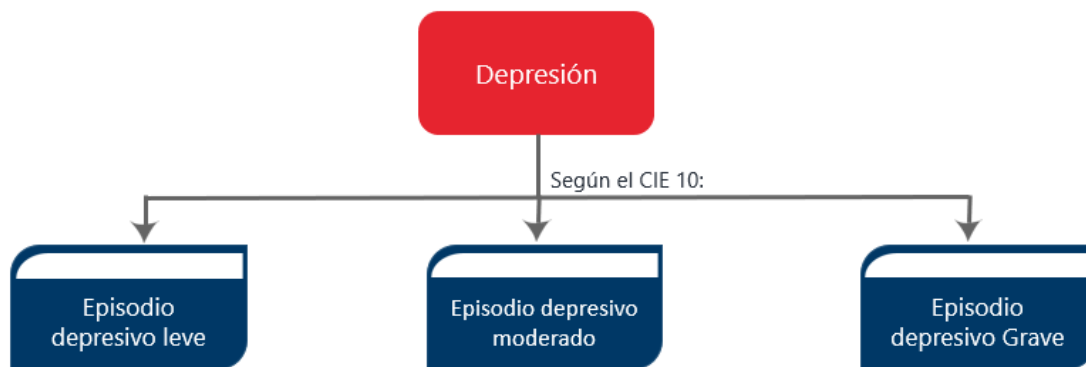 Depresión
Según el CIE 10:
Episodio
depresivo leve
Episodio depresivo
moderado
Episodio
depresivo Grave